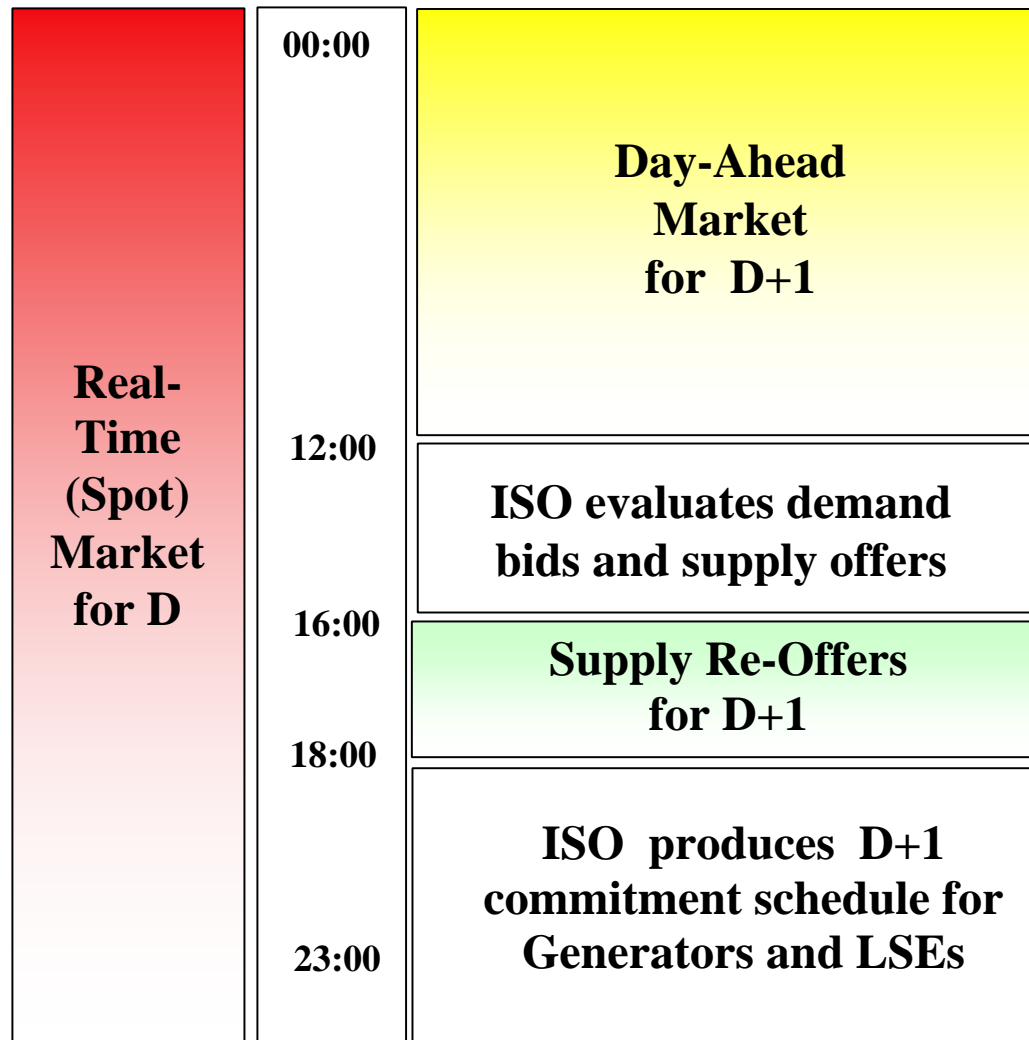 Real-
Time
(Spot)
Market
for D
00:00
12:00
16:00
18:00
23:00
Day-Ahead
Market
for D+1
ISO evaluates demand
bids and supply offers
Supply Re-Offers
for D+1
ISO produces D+1
commitment schedule for
Generators and LSEs